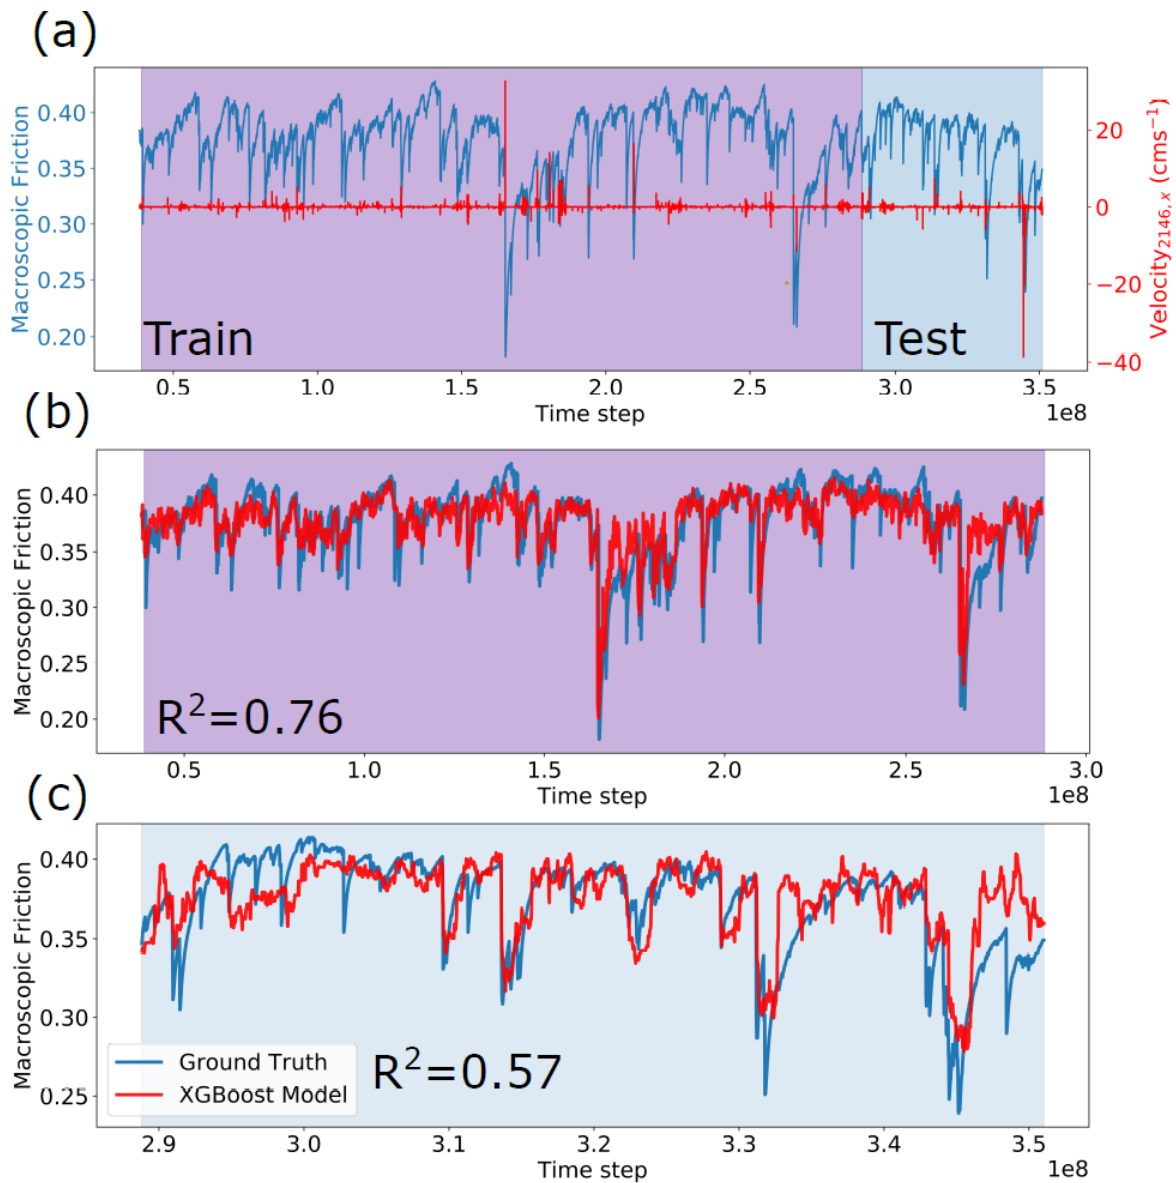 (a)
Macroscopic Friction
0.40
0.35
0.30
0.25
0.20
20
0
−20
−40
Velocity2146,x (cms−1)
Train
Test
0.5
1.0
1.5
2.0
2.5
3.0
3.5
Time step
1e8
(b)
Macroscopic Friction
0.40
0.35
0.30
0.25
0.20
R2=0.76
0.5
1.0
1.5
2.0
2.5
3.0
Time step
1e8
(c)
Macroscopic Friction
0.40
0.35
0.30
0.25
Ground Truth
XGBoost Model
R2=0.57
2.9
3.0
3.1
3.2
3.3
3.4
3.5
Time step
1e8